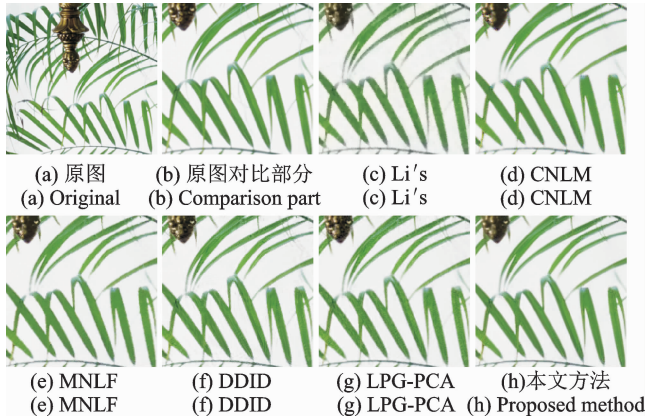 (a) 原图 (b) 原图对比部分 (c) Li′s (d) CNLM
(a) Original (b) Comparison part (c) Li′s (d) CNLM
(e) MNLF (f) DDID (g) LPG-PCA (h)本文方法
(e) MNLF (f) DDID (g) LPG-PCA (h) Proposed method